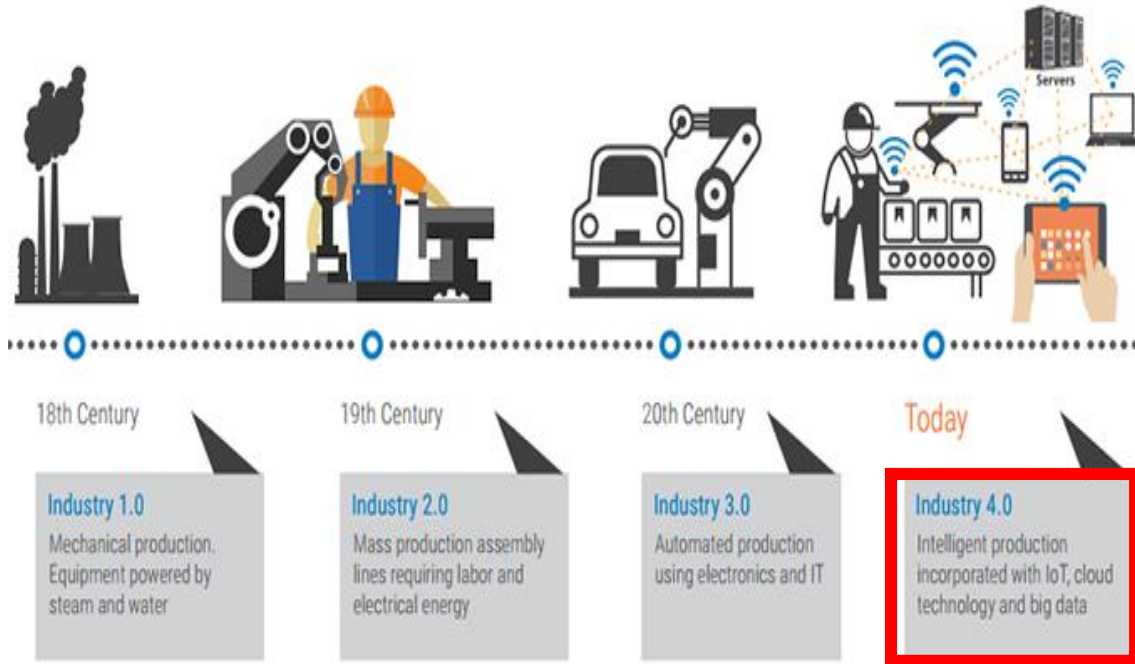 Servers
18th Century
19th Century
20th Century
Today
Industry 1.0
Mechanical production.
Equipment powered by
steam and water
Industry 2.0
Mass production assembly
lines requiring labor and
electrical energy
Industry 3.0
Automated production
using electronics and IT
Industry 4.0
Intelligent production
incorporated with IoT, cloud
technology and big data